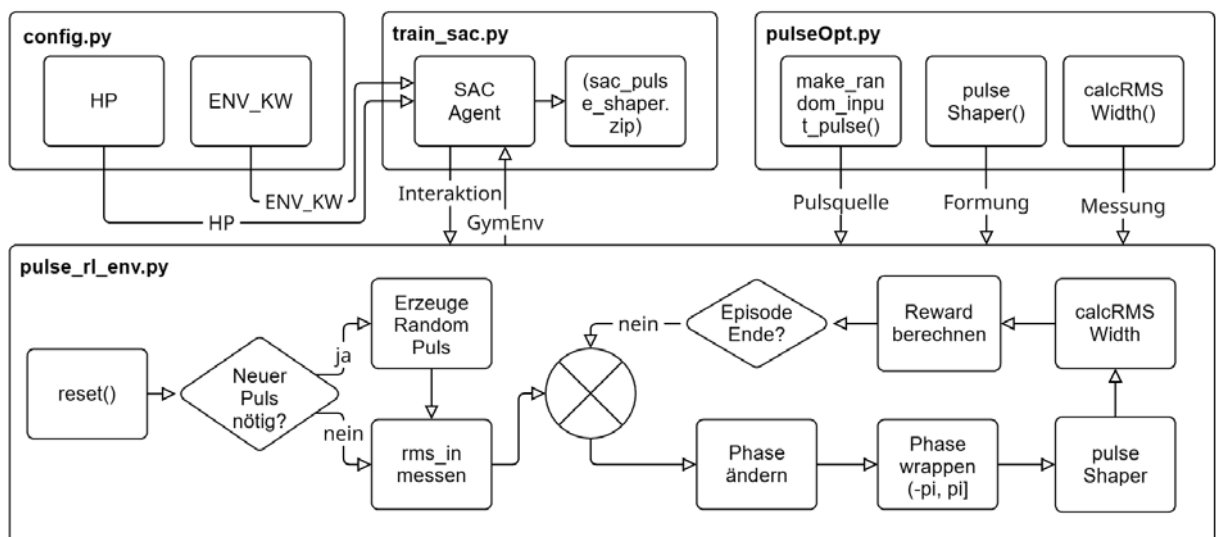 config.py
HP
ENV_KW
train_sac.py
SAC
Agent
(sac_puls
e_shaper.
zip)
pulseOpt.py
make_ran
dom_inpu
t_pulse()
pulse
Shaper()
calcRMS
Width()
ENV_KW
HP
Interaktion
GymEnv
Pulsquelle
Formung
Messung
pulse_rl_env.py
reset()
Neuer
Puls
nötig?
ja
nein
Erzeuge
Random
Puls
rms_in
messen
nein
Episode
Ende?
Reward
berechnen
calcRMS
Width
Phase
ändern
Phase
wrappen
(-pi, pi]
pulse
Shaper